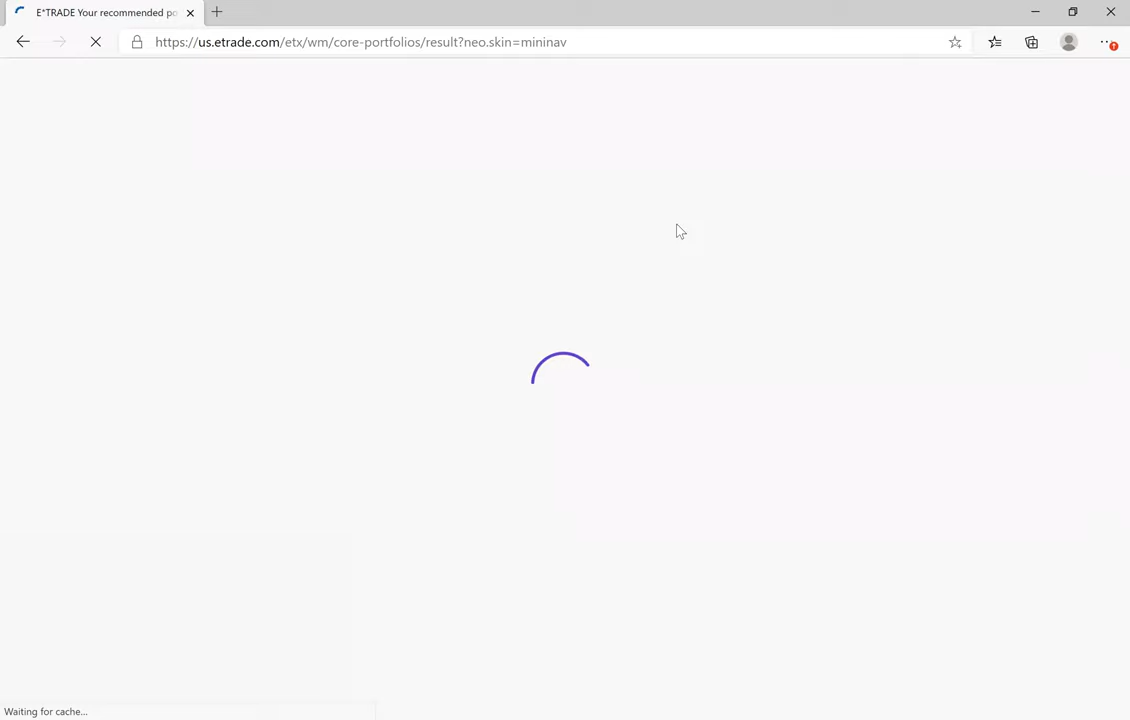 E*TRADE Your recommended po
https://us.etrade.com/etx/wm/core-portfolios/result?neo.skin=mininav
Waiting for cache...